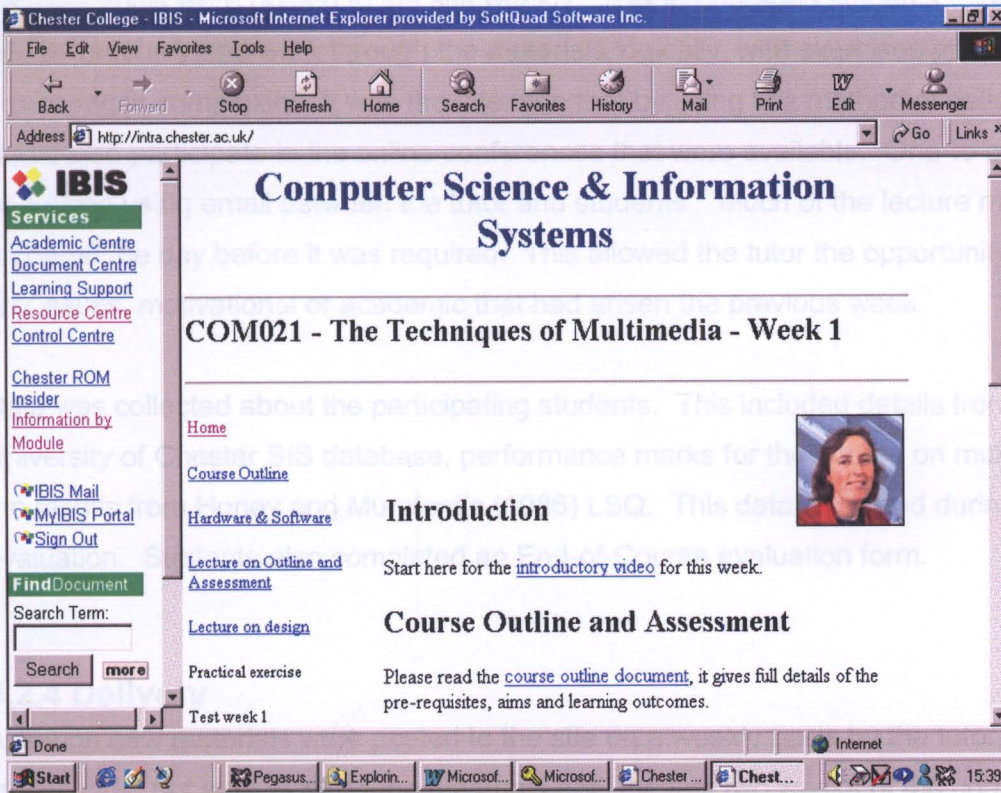 Chester College - IBIS - Microsoft Internet Explorer provided by SoftQuad Software Inc.
File Edit View Favorites Tools Help
Back Forward Stop Refresh Home Search Favorites History Mail Print Edit Messenger
Address http://intra.chester.ac.uk/ Go Links »
IBIS
Services
Academic Centre
Document Centre
Learning Support
Resource Centre
Control Centre
Chester ROM
Insider
Information by
Module
IBIS Mail
MyIBIS Portal
Sign Out
FindDocument
Search Term:
Search more
Computer Science & Information
Systems
COM021 - The Techniques of Multimedia - Week 1
Home
Course Outline
Hardware & Software
Lecture on Outline and
Assessment
Lecture on design
Practical exercise
Test week 1
Introduction
Start here for the introductory video for this week.
Course Outline and Assessment
Please read the course outline document, it gives full details of the
pre-requisites, aims and learning outcomes.
Done Internet
Start Pegasus... Explorin... Microsof... Microsof... Chester ... Chest... 15:39